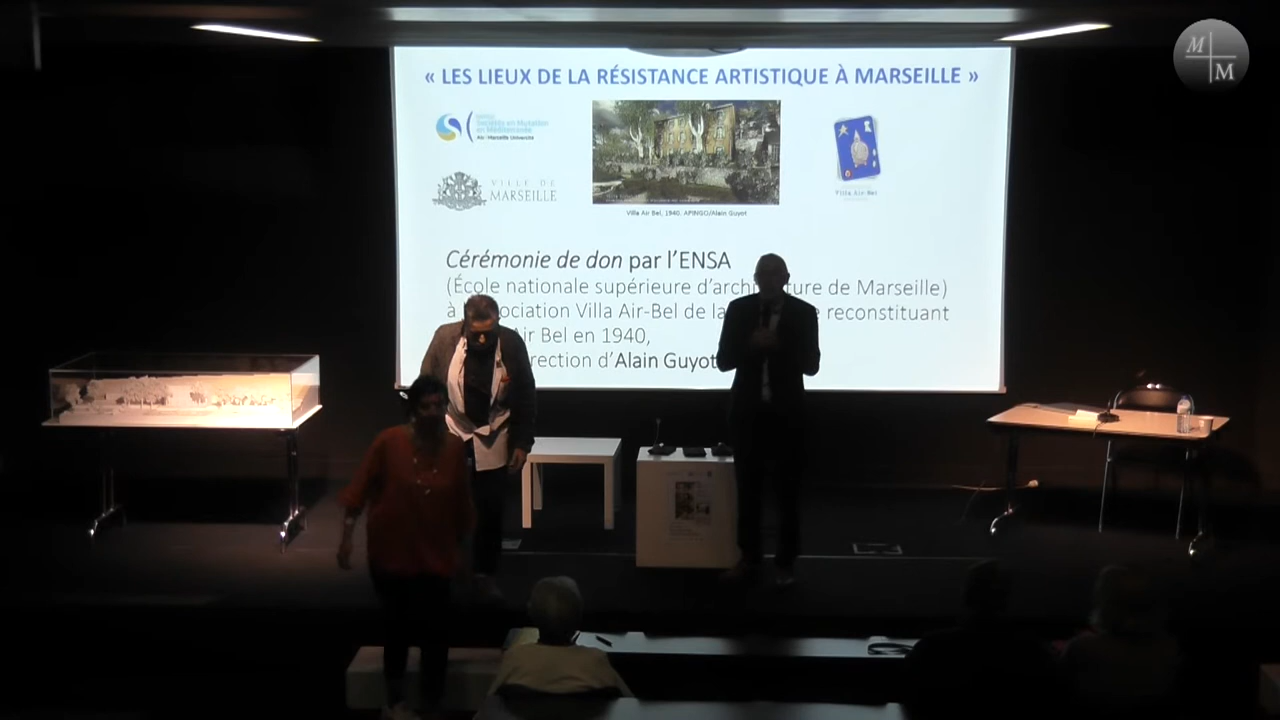 M
M
« LES LIEUX DE LA RÉSISTANCE ARTISTIQUE À MARSEILLE »
Sociétés en Mutation
en Méditerranée
Aix-Marseille Université
VILLE DE
MARSEILLE
Villa Air Bel, 1940. APINGO/Alain Guyot
Villa Air-Bel
Cérémonie de don par l'ENSA
(École nationale supérieure d'arch ture de Marseille)
à l ociation Villa Air-Bel de la e reconstituant
Air Bel en 1940,
rection d'Alain Guyot